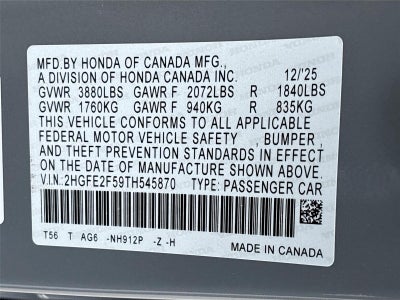 MFD.BY HONDA OF CANADA MFG.,
A DIVISION OF HONDA CANADA INC. 12/'25
GVWR 3880LBS GAWR F 2072LBS R 1840LBS
GVWR 1760KG GAWR F 940KG R 835KG
THIS VEHICLE CONFORMS TO ALL APPLICABLE
FEDERAL MOTOR VEHICLE SAFETY , BUMPER ,
AND THEFT PREVENTION STANDARDS IN EFFECT
ON THE DATE OF MANUFACTURE SHOWN ABOVE.
V.I.N:2HGFE2F59TH545870 TYPE: PASSENGER CAR
T56 T AG6 -NH912P -Z -H
MADE IN CANADA